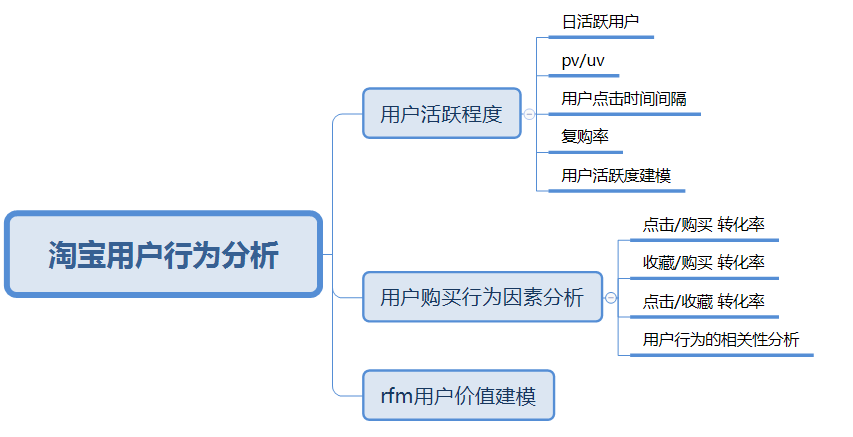 淘宝用户行为分析
用户活跃程度
日活跃用户
pv/uv
用户点击时间间隔
复购率
用户活跃度建模
用户购买行为因素分析
点击/购买 转化率
收藏/购买 转化率
点击/收藏 转化率
用户行为的相关性分析
rfm用户价值建模